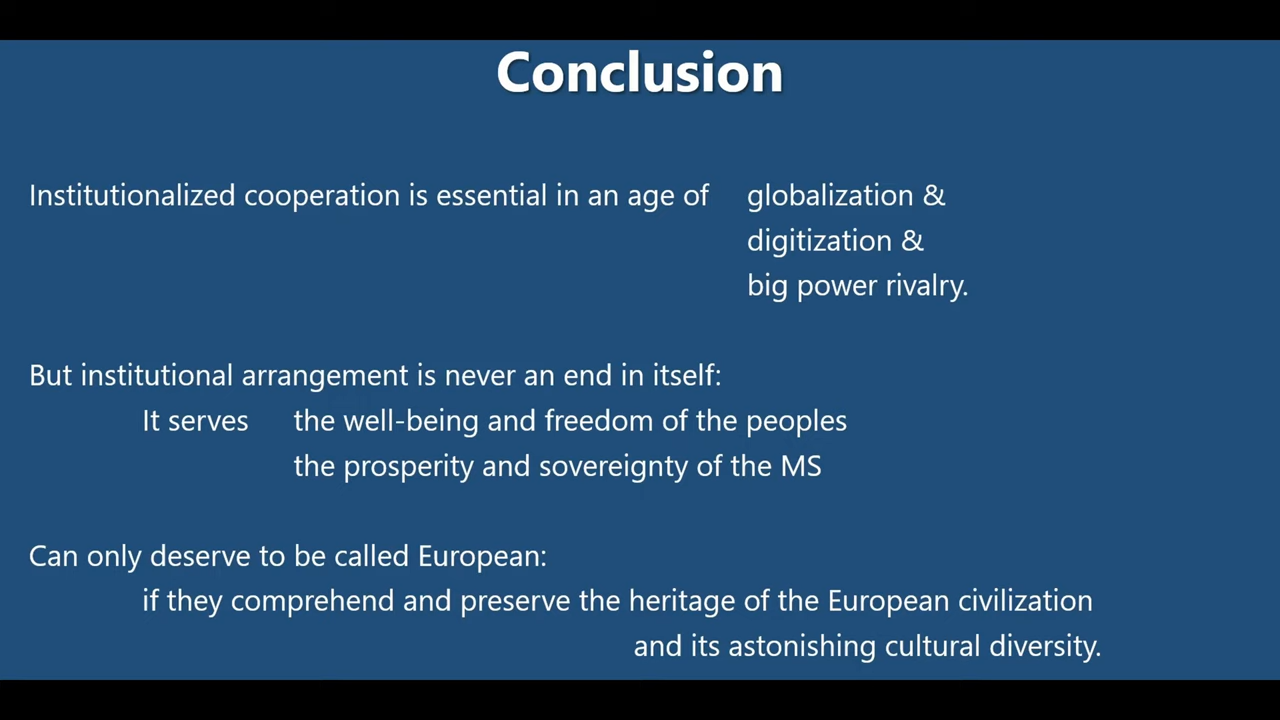 Conclusion
Institutionalized cooperation is essential in an age of globalization &
digitization &
big power rivalry.
But institutional arrangement is never an end in itself:
It serves the well-being and freedom of the peoples
the prosperity and sovereignty of the MS
Can only deserve to be called European:
if they comprehend and preserve the heritage of the European civilization
and its astonishing cultural diversity.